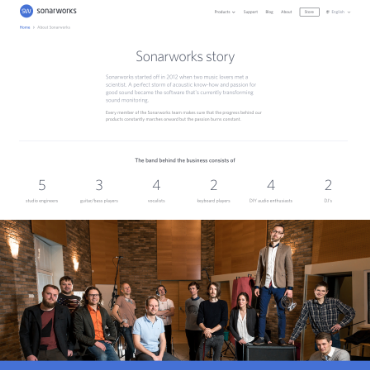 SW sonarworks
Products Support Blog About Store English
Home > About Sonarworks
Sonarworks story
Sonarworks started off in 2012 when two music lovers met a
scientist. A perfect storm of acoustic know-how and passion for
good sound became the software that's currently transforming
sound monitoring.
Every member of the Sonarworks team makes sure that the progress behind our
products constantly marches onward but the passion burns constant.
The band behind the business consists of
5 3 4 2 4 2
studio engineers guitar/bass players vocalists keyboard players DIY audio enthusiasts DJ's